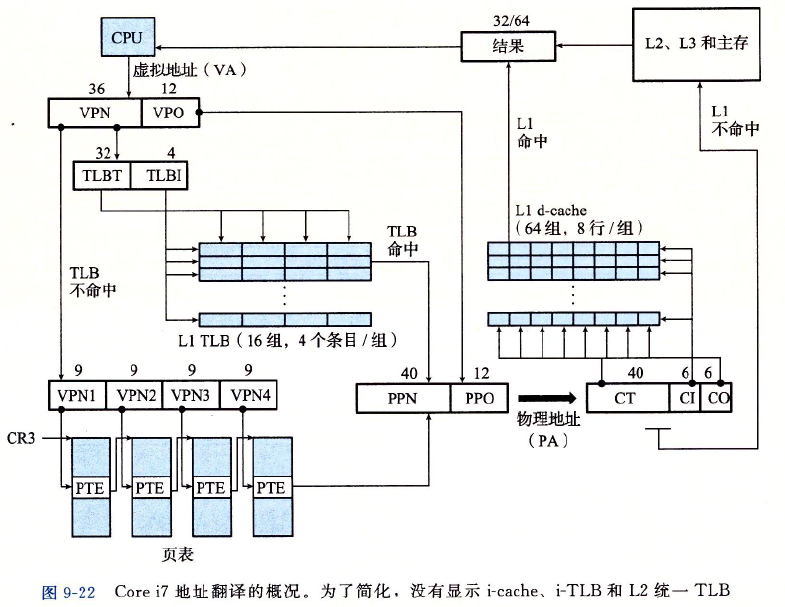 32/64
CPU
结果
L2、L3 和主存
虚拟地址（VA）
36
12
VPN
VPO
L1
命中
L1
不命中
32
4
TLBT
TLBI
TLB
命中
L1 d-cache
（64组，8行/组）
TLB
不命中
L1 TLB（16组，4个条目/组）
9
9
9
9
40
12
40
6
6
VPN1
VPN2
VPN3
VPN4
PPN
PPO
CT
CI
CO
物理地址
（PA）
CR3
PTE
PTE
PTE
PTE
页表
图 9-22 Core i7 地址翻译的概况。为了简化，没有显示 i-cache、i-TLB 和 L2 统一 TLB